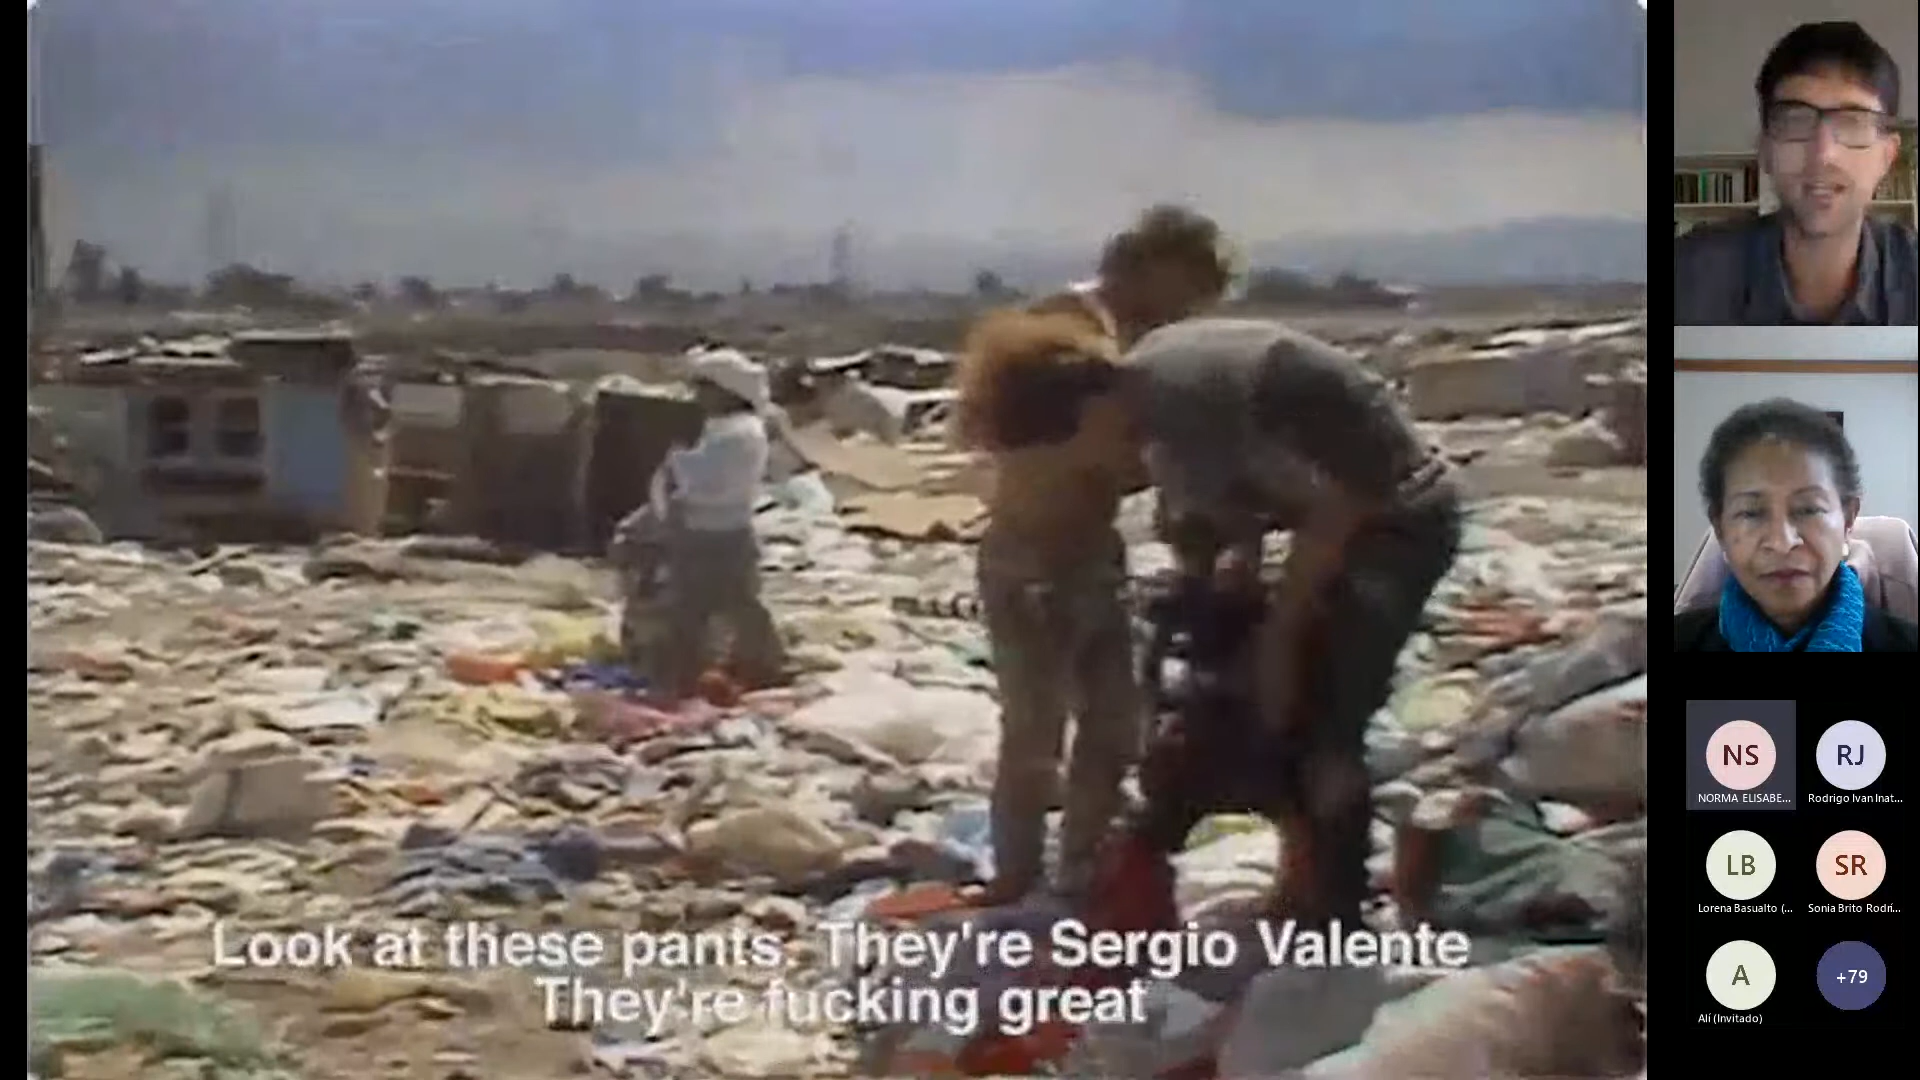 Look at these pants. They're Sergio Valente
They're fucking great
NS
NORMA ELISABE...
RJ
Rodrigo Ivan Inat...
LB
Lorena Basualto (...
SR
Sonia Brito Rodrí...
A
Alí (Invitado)
+79